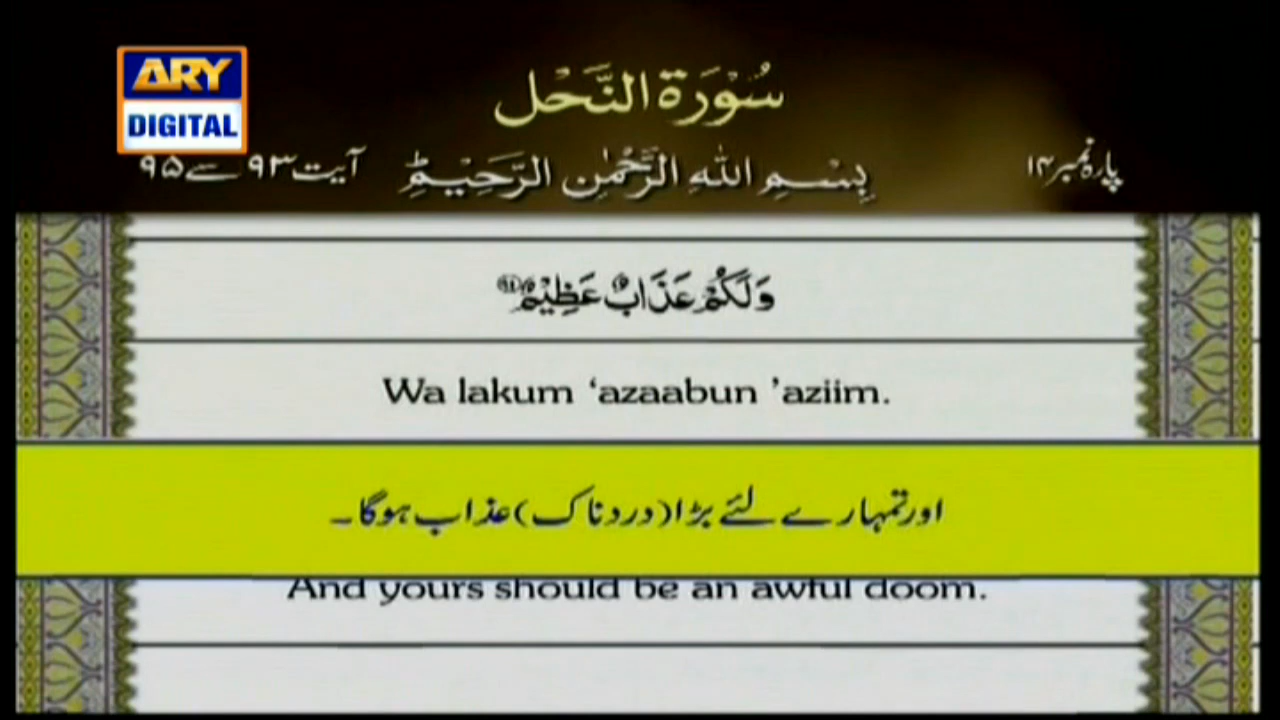 ARY
DIGITAL
سُوْرَةُ النَّحْل
پارہ نمبر ۱۴
بِسْمِ اللهِ الرَّحْمٰنِ الرَّحِيْمِ
آیت ۹۳ سے ۹۵
وَلَكُمْ عَذَابٌ عَظِيْمٌ
Wa lakum ‘azaabun ’aziim.
اور تمہارے لئے بڑا (دردناک) عذاب ہوگا۔
And yours should be an awful doom.